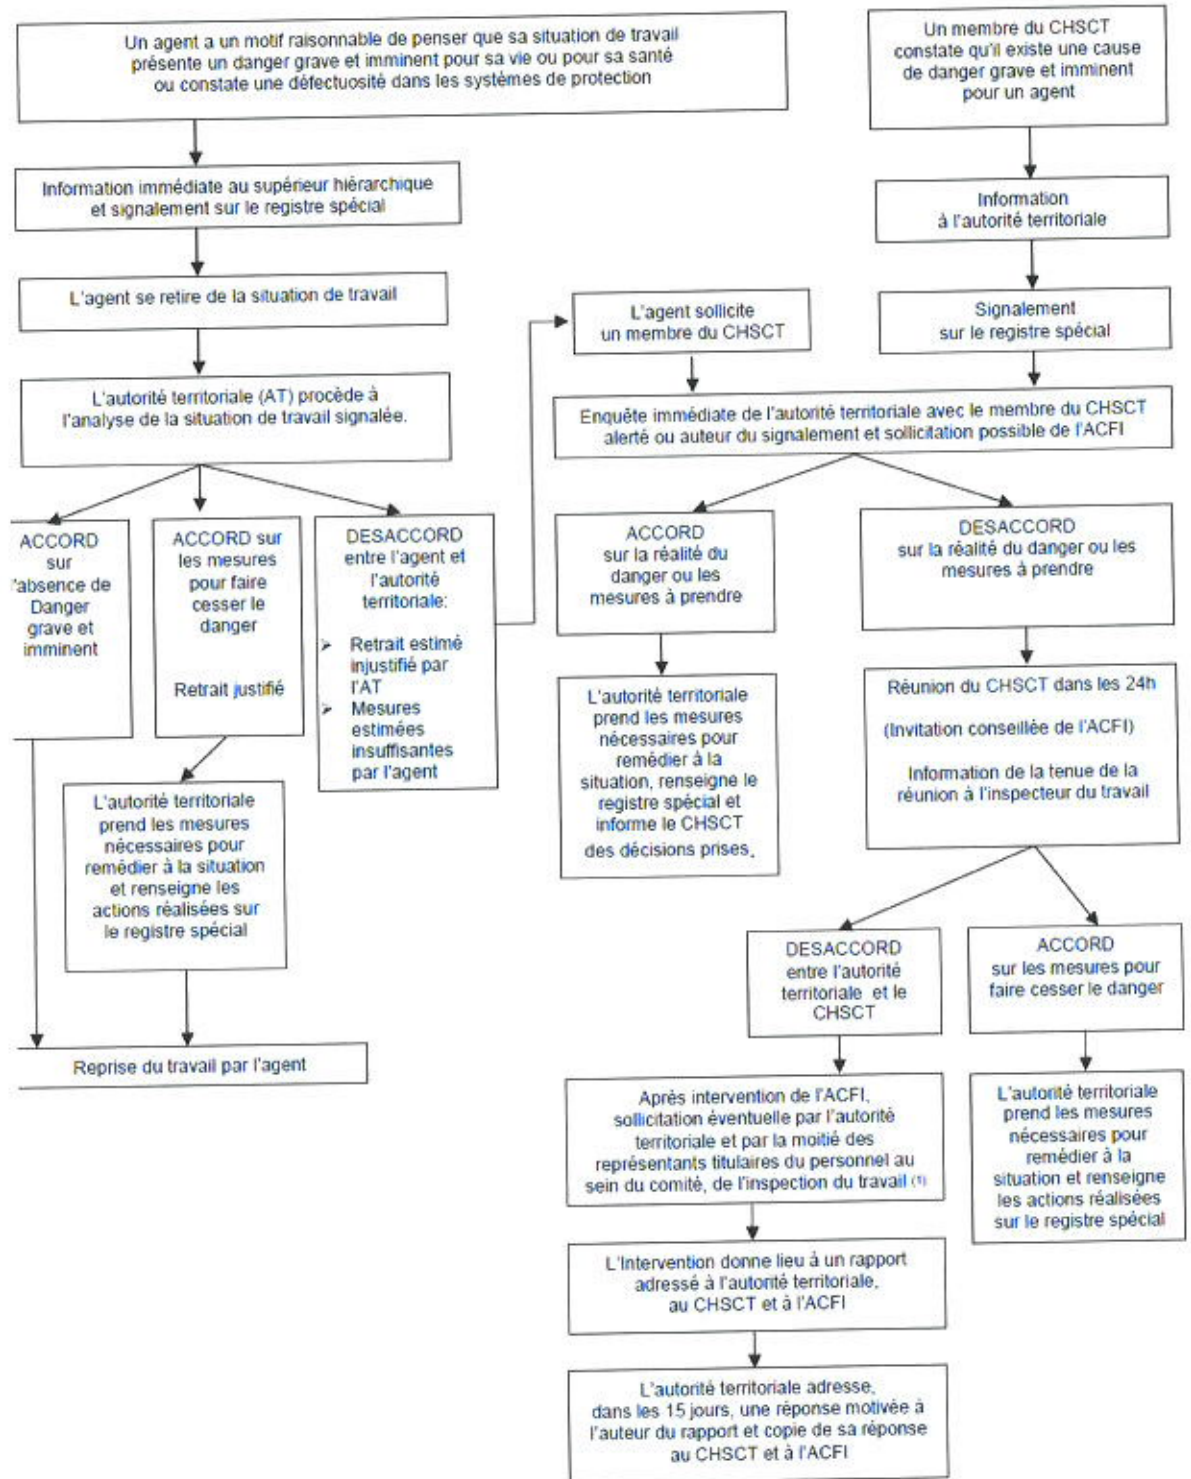 Un agent a un motif raisonnable de penser que sa situation de travail
présente un danger grave et imminent pour sa vie ou pour sa santé
ou constate une défectuosité dans les systèmes de protection
Information immédiate au supérieur hiérarchique
et signalement sur le registre spécial
L'agent se retire de la situation de travail
L'autorité territoriale (AT) procède à
l'analyse de la situation de travail signalée.
ACCORD
sur
l'absence de
Danger
grave et
imminent
ACCORD sur
les mesures
pour faire
cesser le
danger
Retrait justifié
DESACCORD
entre l'agent et
l'autorité
territoriale:
➢ Retrait estimé
injustifié par
l'AT
➢ Mesures
estimées
insuffisantes
par l'agent
L'autorité territoriale
prend les mesures
nécessaires pour
remédier à la situation
et renseigne les
actions réalisées sur
le registre spécial
Reprise du travail par l'agent
Un membre du CHSCT
constate qu'il existe une cause
de danger grave et imminent
pour un agent
Information
à l'autorité territoriale
L'agent sollicite
un membre du CHSCT
Signalement
sur le registre spécial
Enquête immédiate de l'autorité territoriale avec le membre du CHSCT
alerté ou auteur du signalement et sollicitation possible de l'ACFI
ACCORD
sur la réalité du
danger ou les
mesures à prendre
L'autorité territoriale
prend les mesures
nécessaires pour
remédier à la
situation, renseigne le
registre spécial et
informe le CHSCT
des décisions prises.
DESACCORD
sur la réalité du danger ou les
mesures à prendre
Réunion du CHSCT dans les 24h
(Invitation conseillée de l'ACFI)
Information de la tenue de la
réunion à l'inspecteur du travail
DESACCORD
entre l'autorité
territoriale et le
CHSCT
Après intervention de l'ACFI,
sollicitation éventuelle par l'autorité
territoriale et par la moitié des
représentants titulaires du personnel au
sein du comité, de l'inspection du travail (1)
L'Intervention donne lieu à un rapport
adressé à l'autorité territoriale,
au CHSCT et à l'ACFI
L'autorité territoriale adresse,
dans les 15 jours, une réponse motivée à
l'auteur du rapport et copie de sa réponse
au CHSCT et à l'ACFI
ACCORD
sur les mesures pour
faire cesser le danger
L'autorité territoriale
prend les mesures
nécessaires pour
remédier à la
situation et renseigne
les actions réalisées
sur le registre spécial